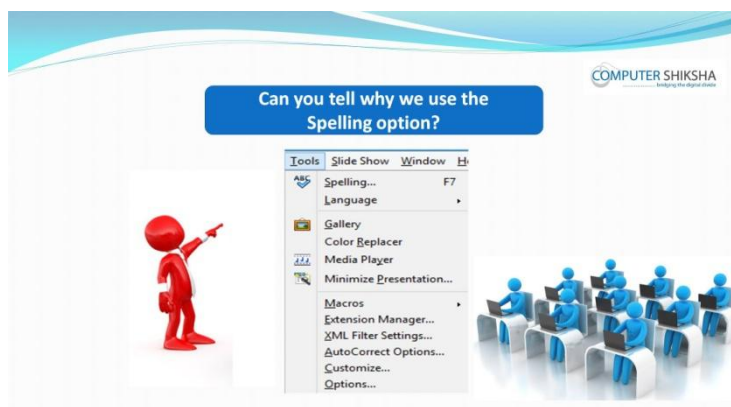 COMPUTER SHIKSHA
bridging the digital divide
Can you tell why we use the
Spelling option?
Tools Slide Show Window H
ABC Spelling... F7
Language
Gallery
Color Replacer
Media Player
Minimize Presentation...
Macros
Extension Manager...
XML Filter Settings...
AutoCorrect Options...
Customize...
Options...